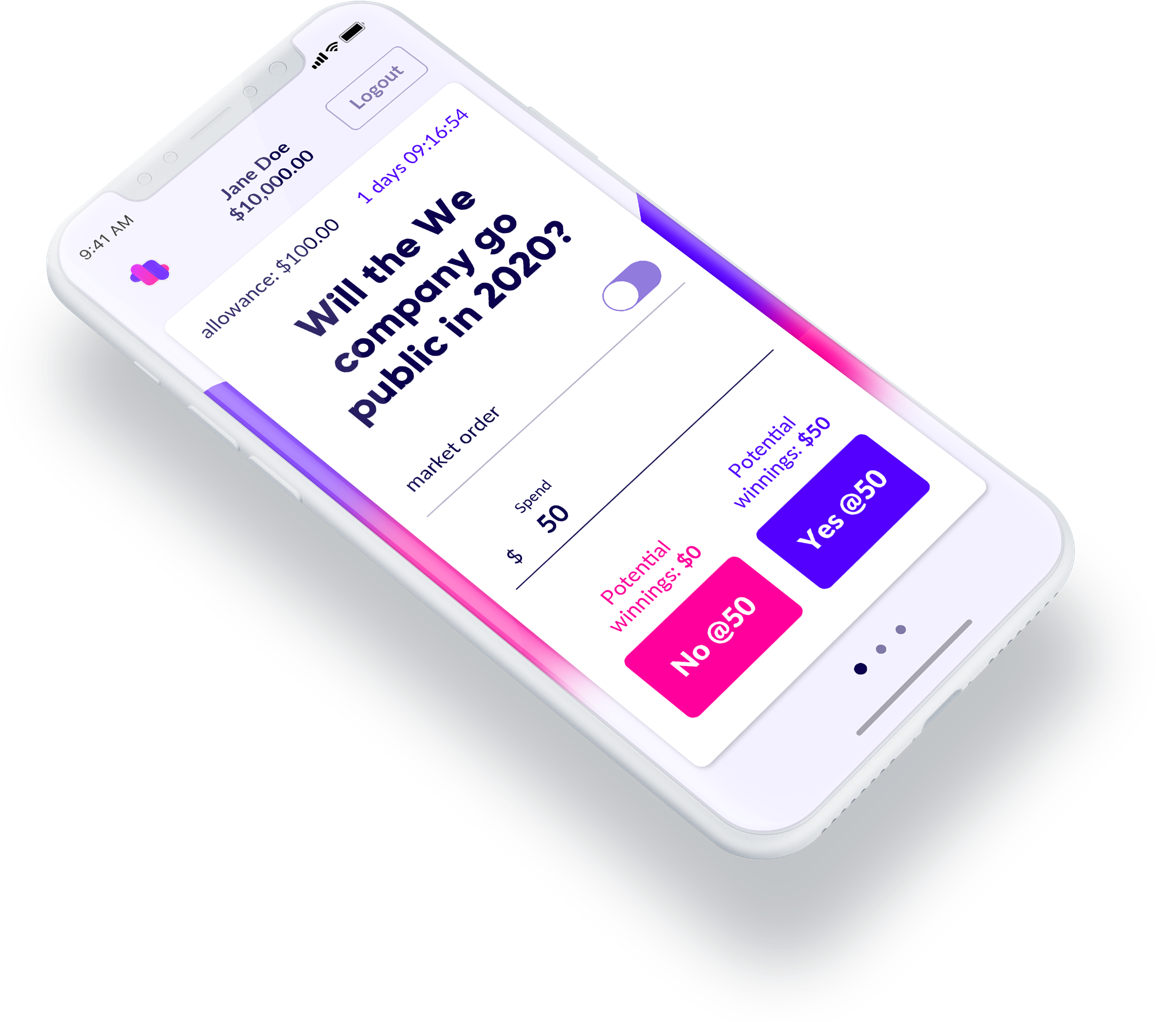 9:41 AM
Jane Doe
$10,000.00
Logout
allowance: $100.00
1 days 09:16:54
Will the We
company go
public in 2020?
market order
Spend
$ 50
Potential
winnings: $0
No @50
Potential
winnings: $50
Yes @50